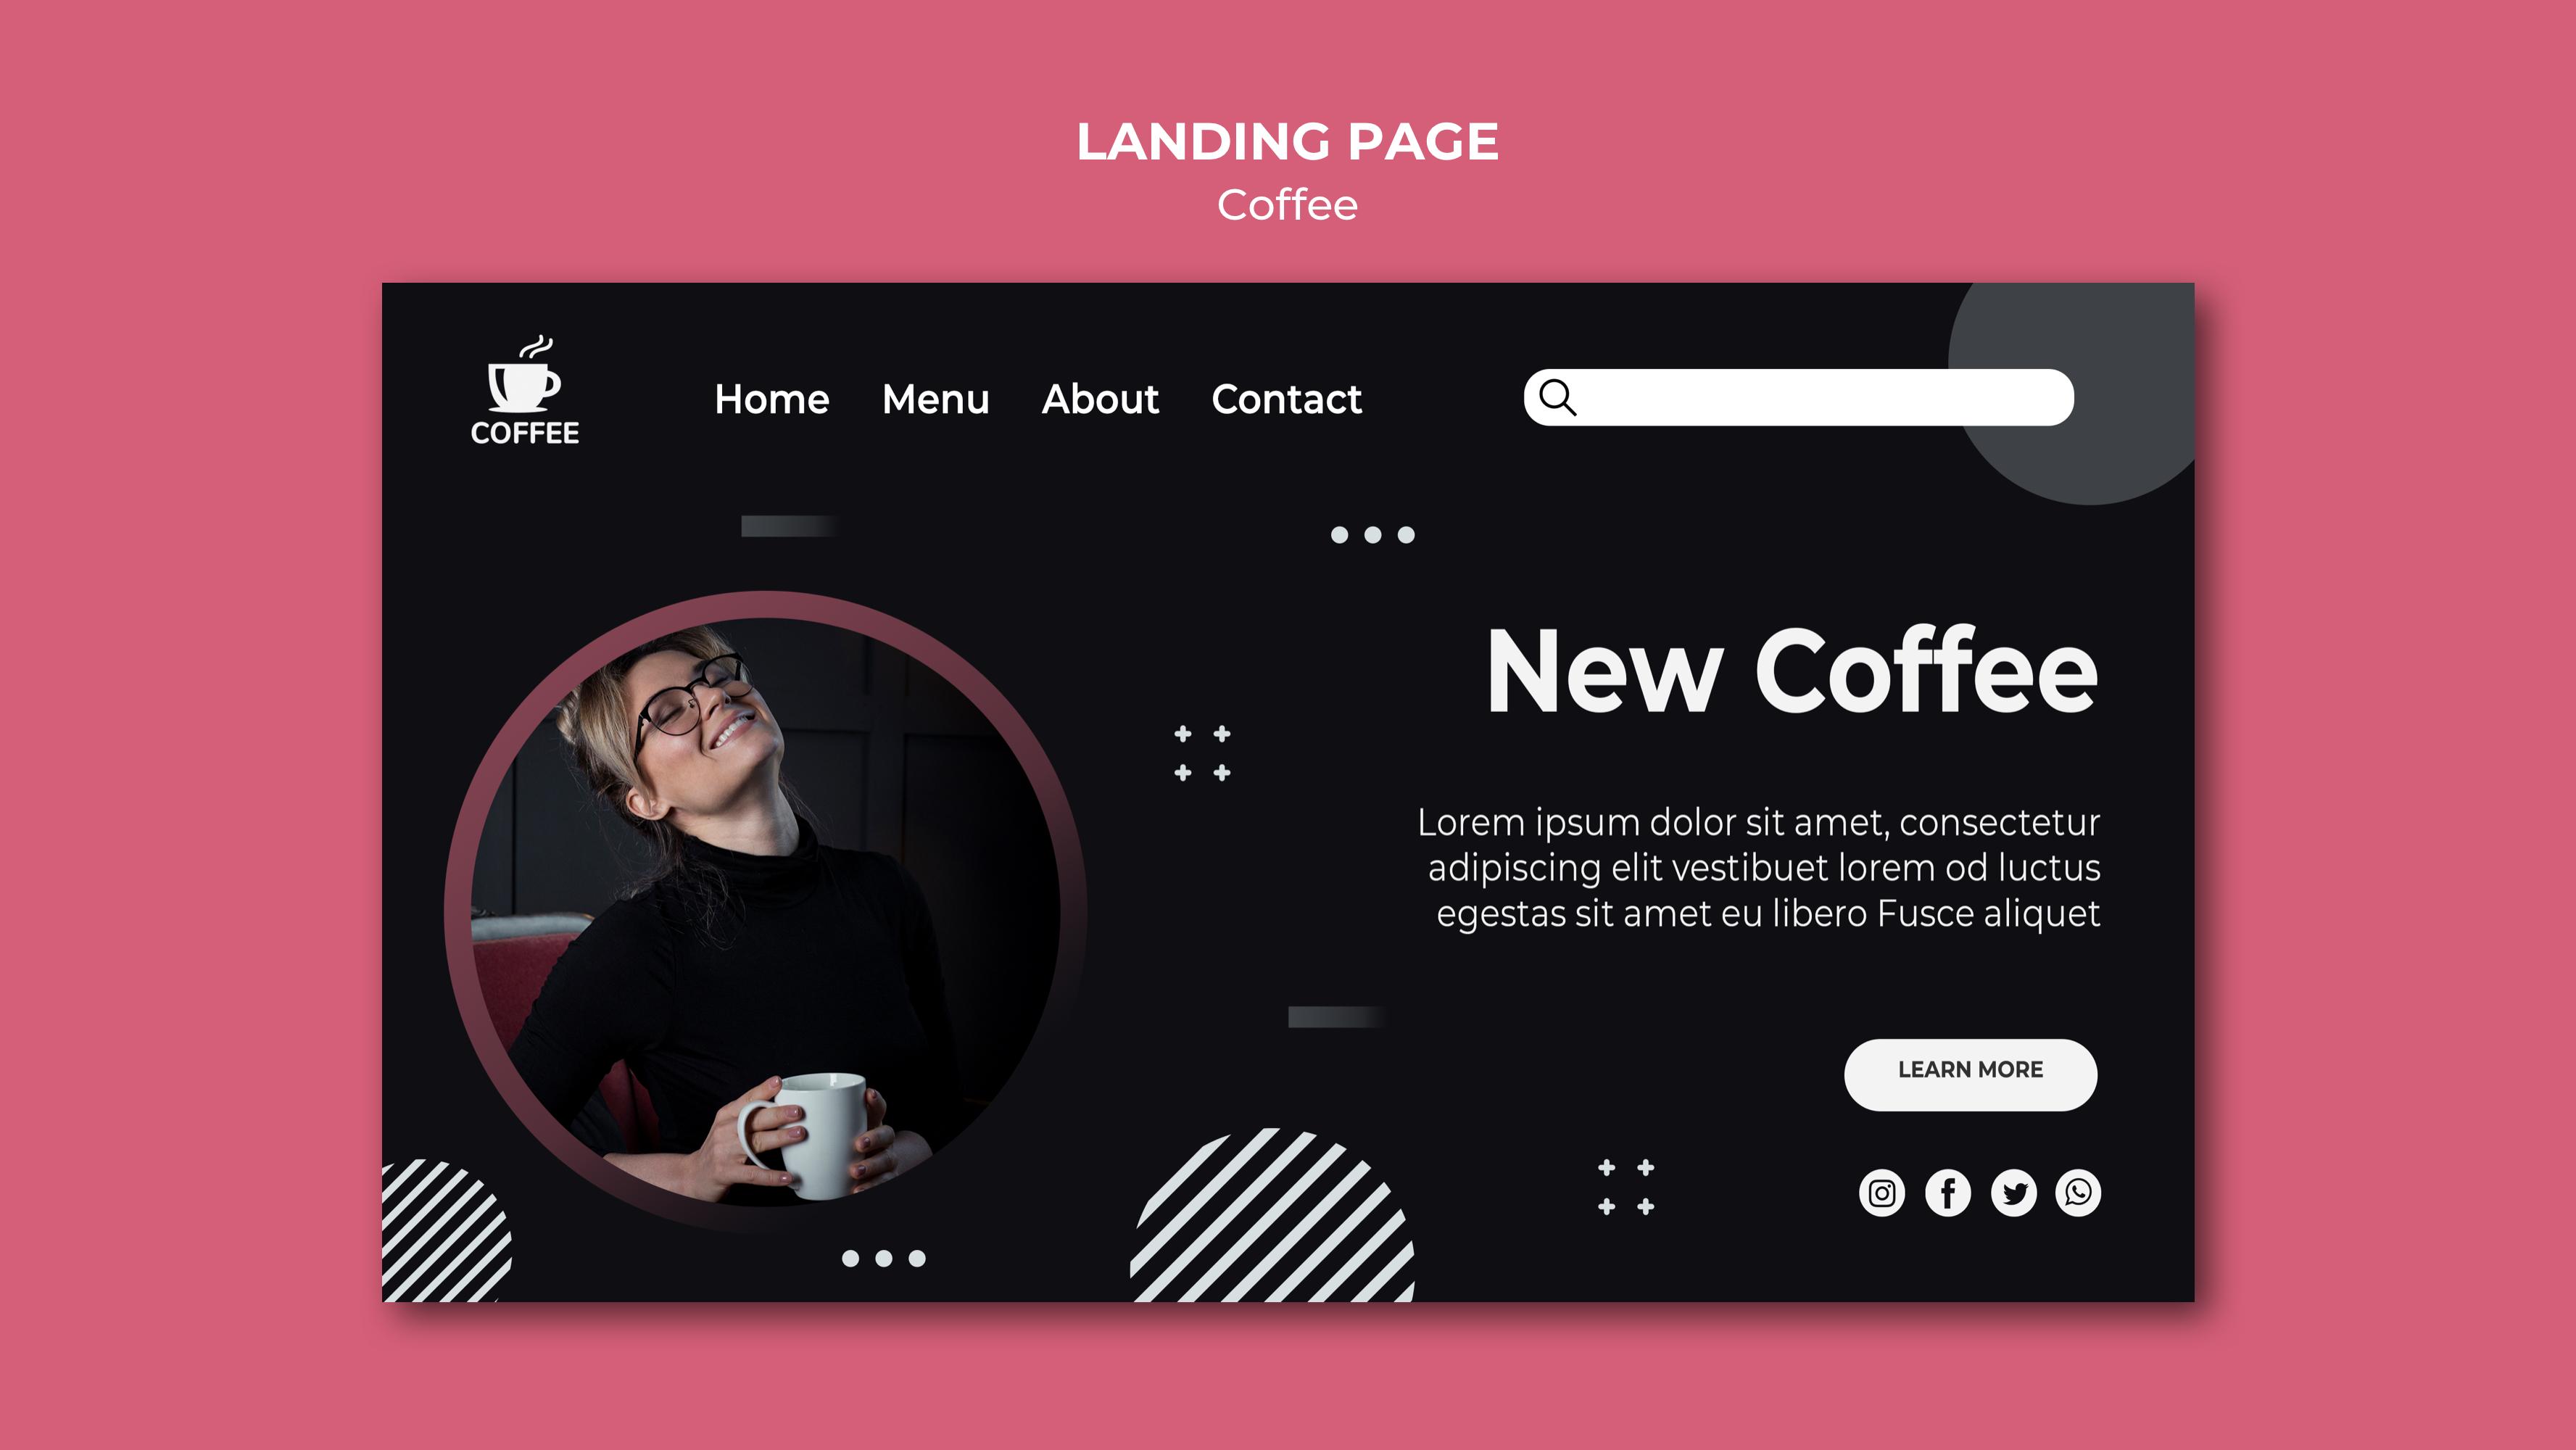 LANDING PAGE
Coffee
COFFEE
Home Menu About Contact
New Coffee
Lorem ipsum dolor sit amet, consectetur
adipiscing elit vestibuet lorem od luctus
egestas sit amet eu libero Fusce aliquet
LEARN MORE